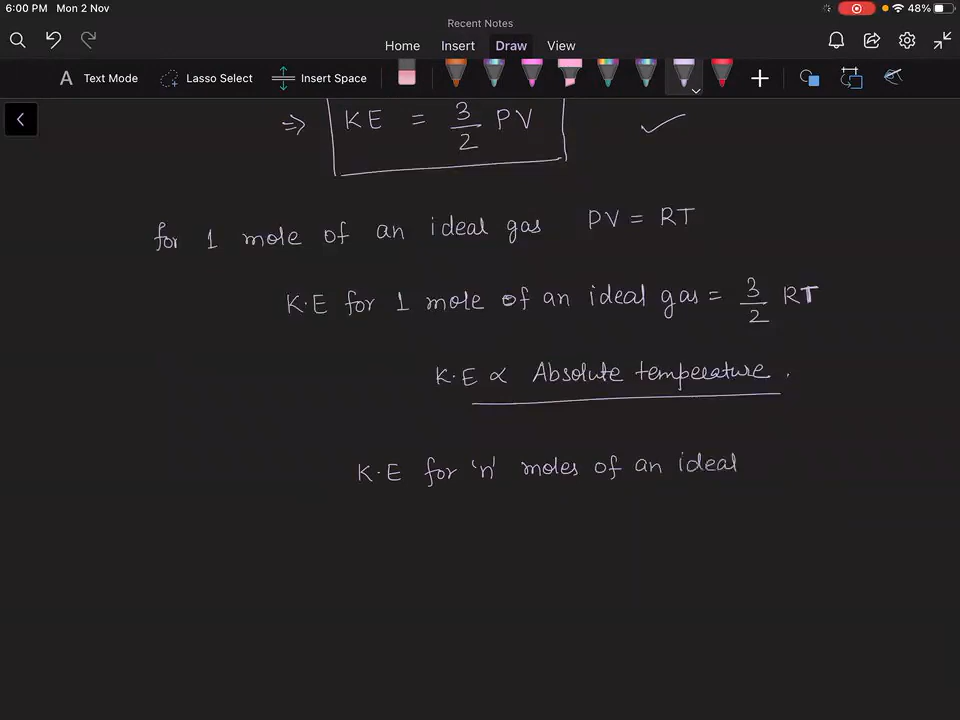 6:00 PM Mon 2 Nov 48%
Recent Notes
Home Insert Draw View
Text Mode Lasso Select Insert Space
=> KE = 3/2 PV ✓
for 1 mole of an ideal gas PV = RT
K.E for 1 mole of an ideal gas = 3/2 RT
K.E ∝ Absolute temperature.
K.E for 'n' moles of an ideal